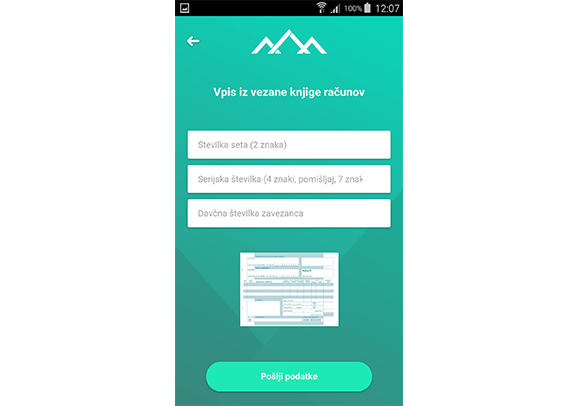 100% 12:07
Vpis iz vezane knjige računov
Številka seta (2 znaka)
Serijska številka (4 znaki, pomišljaj, 7 znak
Davčna številka zavezanca
Pošlji podatke